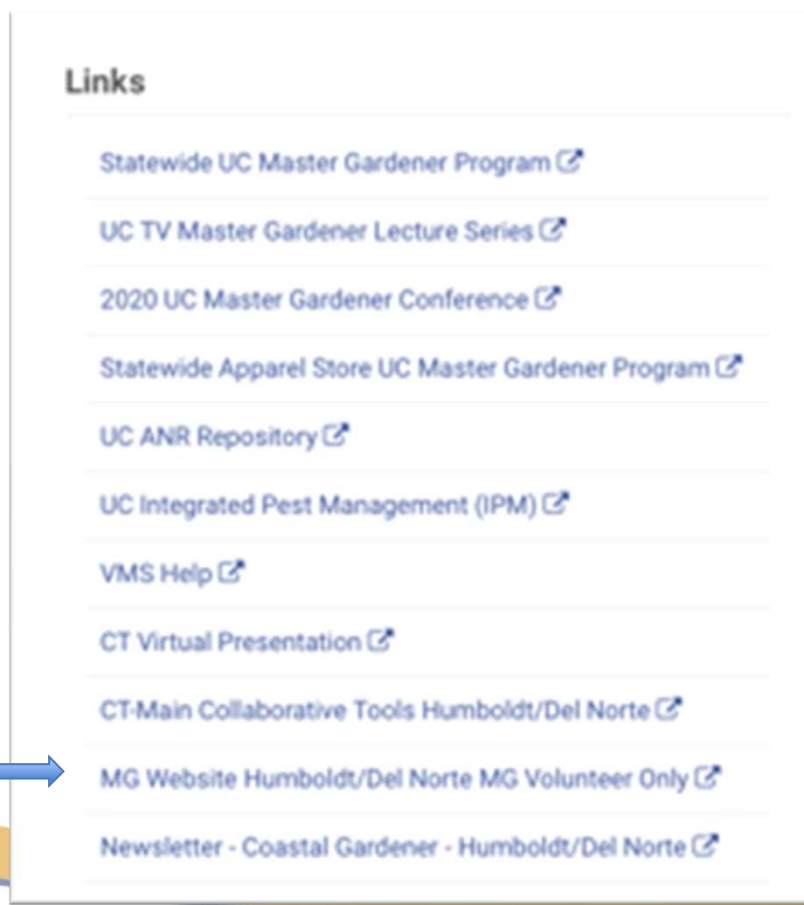 Links
Statewide UC Master Gardener Program
UC TV Master Gardener Lecture Series
2020 UC Master Gardener Conference
Statewide Apparel Store UC Master Gardener Program
UC ANR Repository
UC Integrated Pest Management (IPM)
VMS Help
CT Virtual Presentation
CT-Main Collaborative Tools Humboldt/Del Norte
MG Website Humboldt/Del Norte MG Volunteer Only
Newsletter - Coastal Gardener - Humboldt/Del Norte